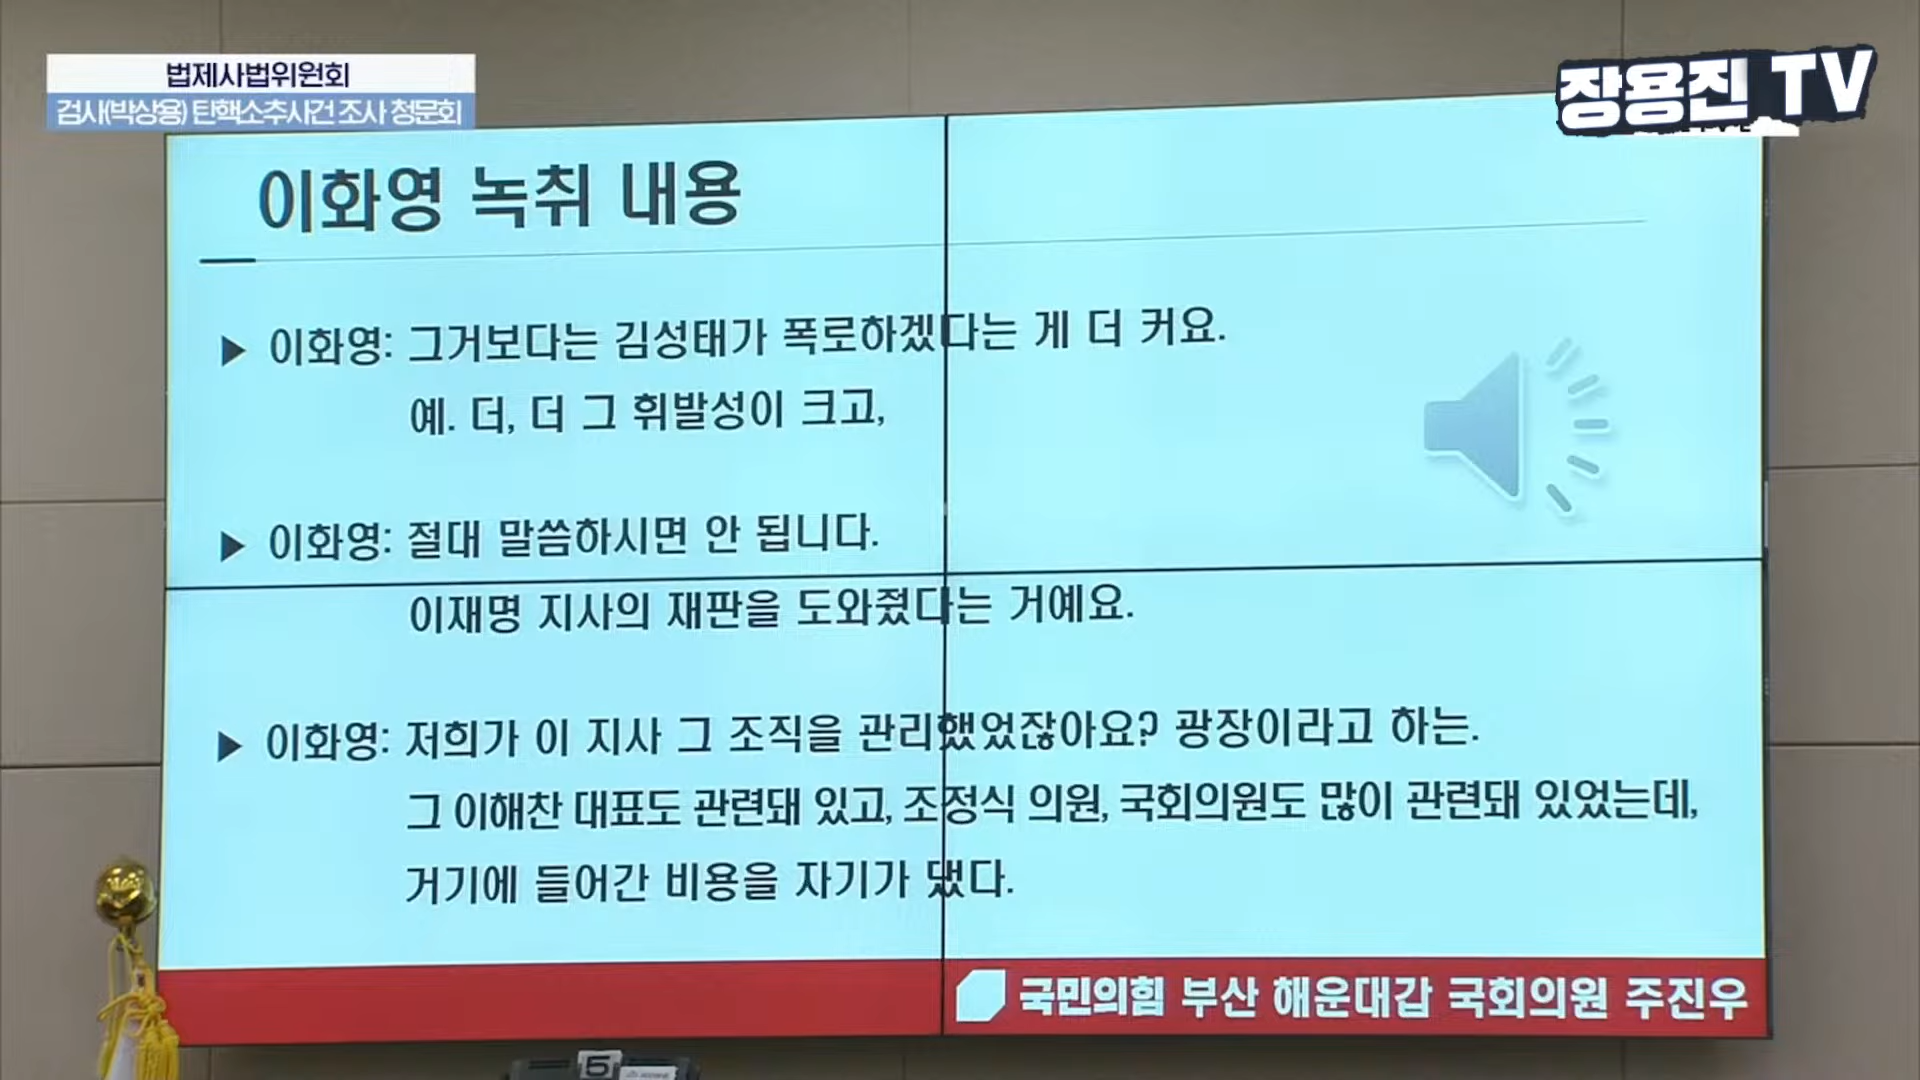 법제사법위원회
검사(박상용) 탄핵소추사건 조사 청문회
장용진 TV
이화영 녹취 내용
▶ 이화영: 그거보다는 김성태가 폭로하겠다는 게 더 커요.
예. 더, 더 그 휘발성이 크고,
▶ 이화영: 절대 말씀하시면 안 됩니다.
이재명 지사의 재판을 도와줬다는 거예요.
▶ 이화영: 저희가 이 지사 그 조직을 관리했었잖아요? 광장이라고 하는.
그 이해찬 대표도 관련돼 있고, 조정식 의원, 국회의원도 많이 관련돼 있었는데,
거기에 들어간 비용을 자기가 댔다.
국민의힘 부산 해운대갑 국회의원 주진우
5